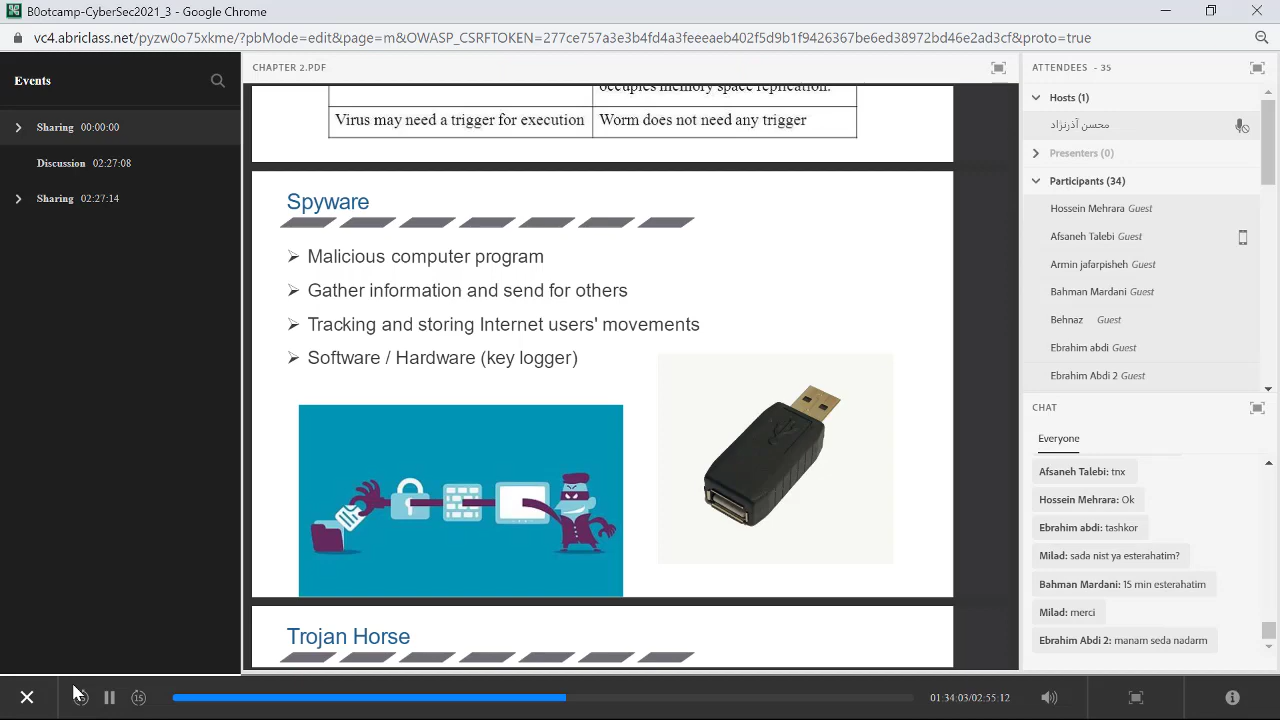 B0otcamp-CyberSec2021_3 - Google Chrome
vc4.abriclass.net/pyzw0o75xkme/?pbMode=edit&page=m&OWASP_CSRFTOKEN=277ce757a3e3b4fd4a3feeeaeb402f5d9b1f9426367be6ed38972bd46e2ad3cf&proto=true
Events
Sharing 00:00:00
Discussion 02:27:08
Sharing 02:27:14
CHAPTER 2.PDF
occupies memory space replication.
Virus may need a trigger for execution
Worm does not need any trigger
Spyware
Malicious computer program
Gather information and send for others
Tracking and storing Internet users' movements
Software / Hardware (key logger)
Trojan Horse
ATTENDEES - 35
Hosts (1)
محسن آذرنژاد
Presenters (0)
Participants (34)
Hossein Mehrara Guest
Afsaneh Talebi Guest
Armin jafarpisheh Guest
Bahman Mardani Guest
Behnaz Guest
Ebrahim abdi Guest
Ebrahim Abdi 2 Guest
CHAT
Everyone
Afsaneh Talebi: tnx
Hossein Mehrara: Ok
Ebrahim abdi: tashkor
Milad: sada nist ya esterahatim?
Bahman Mardani: 15 min esterahatim
Milad: merci
Ebrahim Abdi 2: manam seda nadarm
15
01:34:03/02:55:12